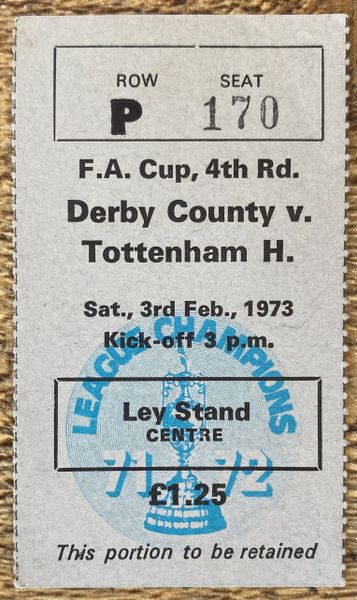 ROW SEAT
P 170
F.A. Cup, 4th Rd.
Derby County v.
Tottenham H.
Sat., 3rd Feb., 1973
Kick-off 3 p.m.
LEAGUE CHAMPIONS
Ley Stand
CENTRE
71 72
£1.25
This portion to be retained